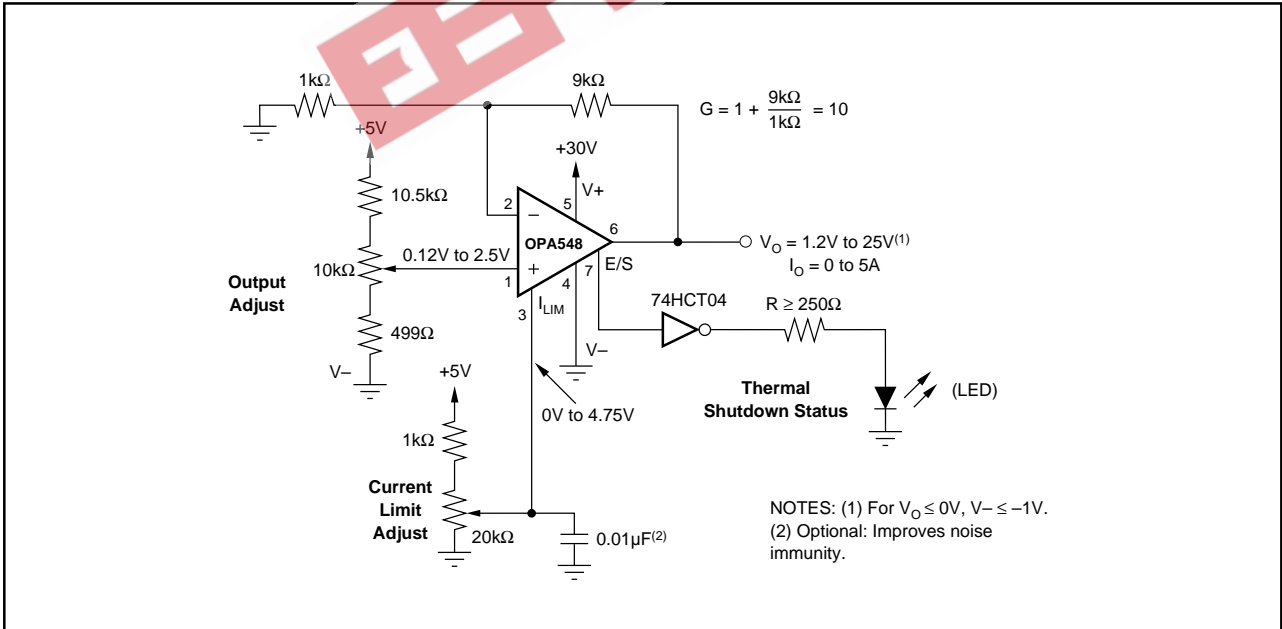 1kΩ
9kΩ
G = 1 + 9kΩ/1kΩ = 10
+5V
+30V
V+
10.5kΩ
2
–
5
OPA548
6
VO = 1.2V to 25V(1)
IO = 0 to 5A
0.12V to 2.5V
+
E/S
10kΩ
1
4
7
Output
Adjust
ILIM
3
74HCT04
R ≥ 250Ω
499Ω
V–
V–
+5V
0V to 4.75V
Thermal
Shutdown Status
(LED)
1kΩ
Current
Limit
Adjust
20kΩ
0.01µF(2)
NOTES: (1) For VO ≤ 0V, V– ≤ –1V.
(2) Optional: Improves noise
immunity.